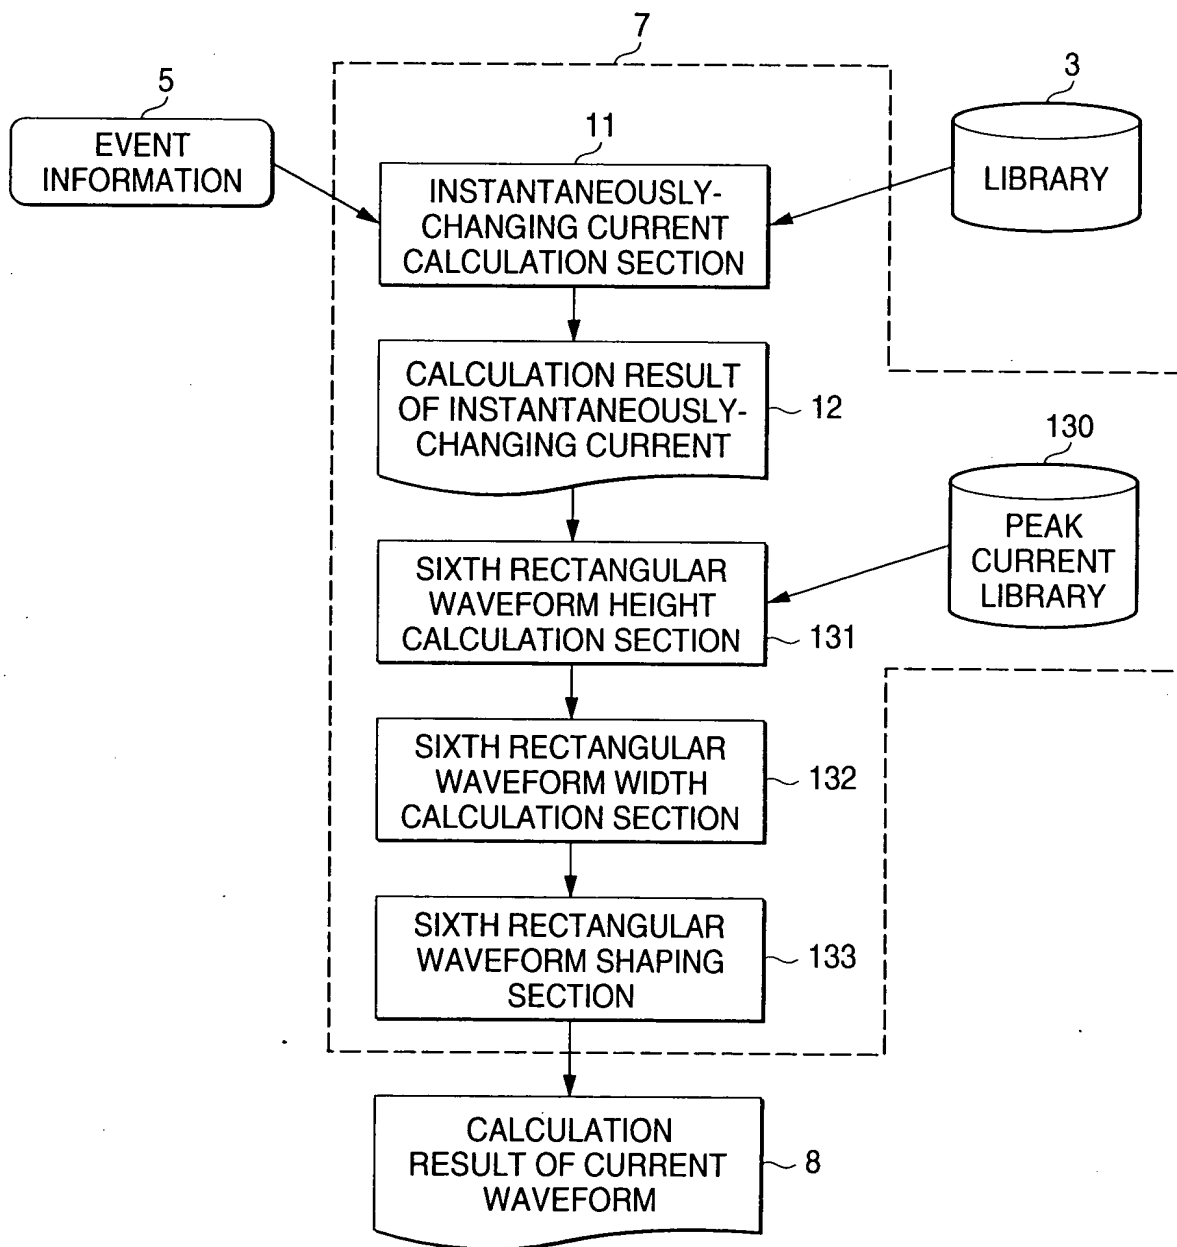 7
5
3
EVENT
INFORMATION
11
INSTANTANEOUSLY-
CHANGING CURRENT
CALCULATION SECTION
LIBRARY
CALCULATION RESULT
OF INSTANTANEOUSLY-
CHANGING CURRENT
12
130
PEAK
CURRENT
LIBRARY
SIXTH RECTANGULAR
WAVEFORM HEIGHT
CALCULATION SECTION
131
SIXTH RECTANGULAR
WAVEFORM WIDTH
CALCULATION SECTION
132
SIXTH RECTANGULAR
WAVEFORM SHAPING
SECTION
133
CALCULATION
RESULT OF CURRENT
WAVEFORM
8